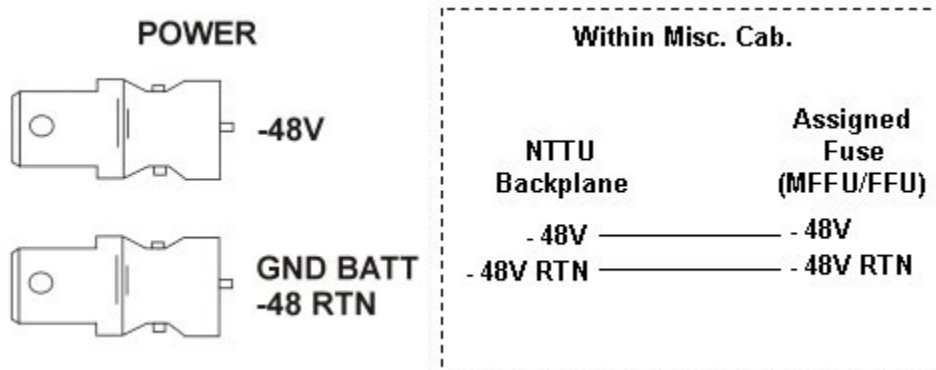 POWER
-48V
GND BATT
-48 RTN
Within Misc. Cab.
NTTU
Backplane
Assigned
Fuse
(MFFU/FFU)
- 48V
- 48V
- 48V RTN
- 48V RTN